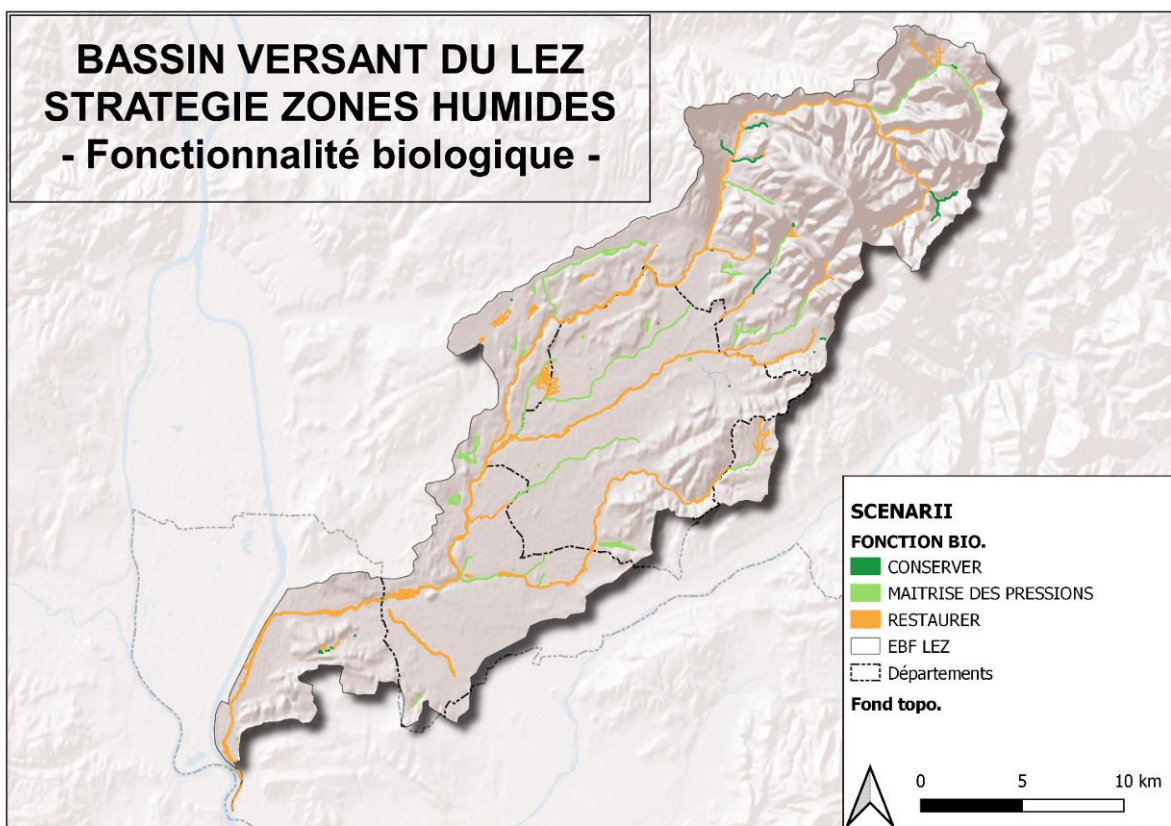 BASSIN VERSANT DU LEZ
STRATEGIE ZONES HUMIDES
- Fonctionnalité biologique -
SCENARII
FONCTION BIO.
CONSERVER
MAITRISE DES PRESSIONS
RESTAURER
EBF LEZ
Départements
Fond topo.
0 5 10 km